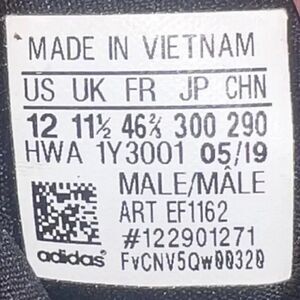 MADE IN VIETNAM
US UK FR JP CHN
12 11½ 46⅔ 300 290
HWA 1Y3001 05/19
MALE/MÂLE
ART EF1162
#122901271
adidas FvCNV5Qw00320